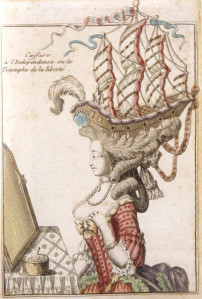 Coëffure
à l'Indépendance ou le
Triomphe de la liberté